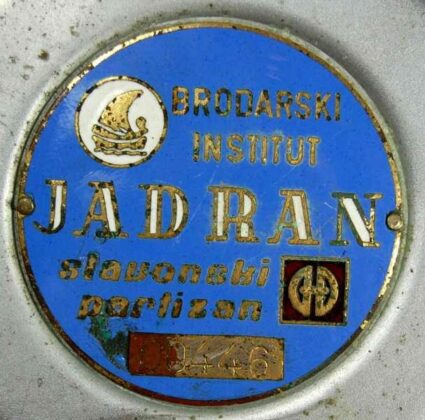 BRODARSKI
INSTITUT
JADRAN
slavonski
partizan